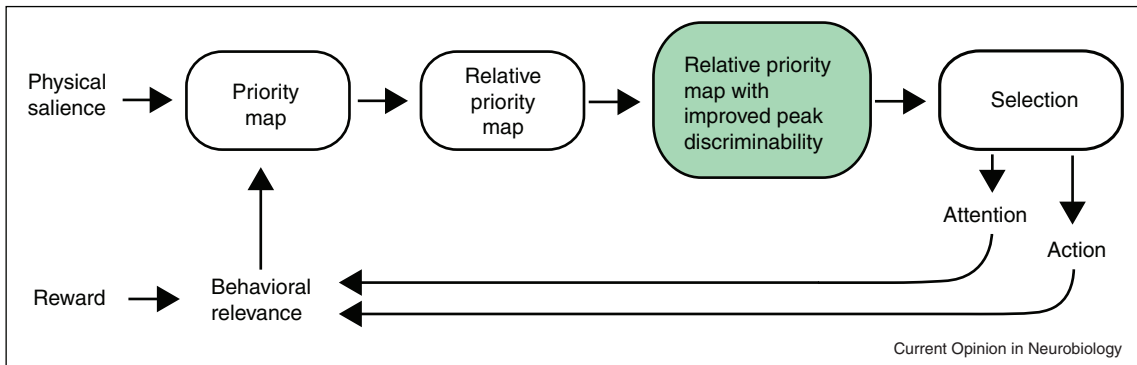 Physical
salience
Priority
map
Relative
priority
map
Relative priority
map with
improved peak
discriminability
Selection
Attention
Action
Reward
Behavioral
relevance
Current Opinion in Neurobiology